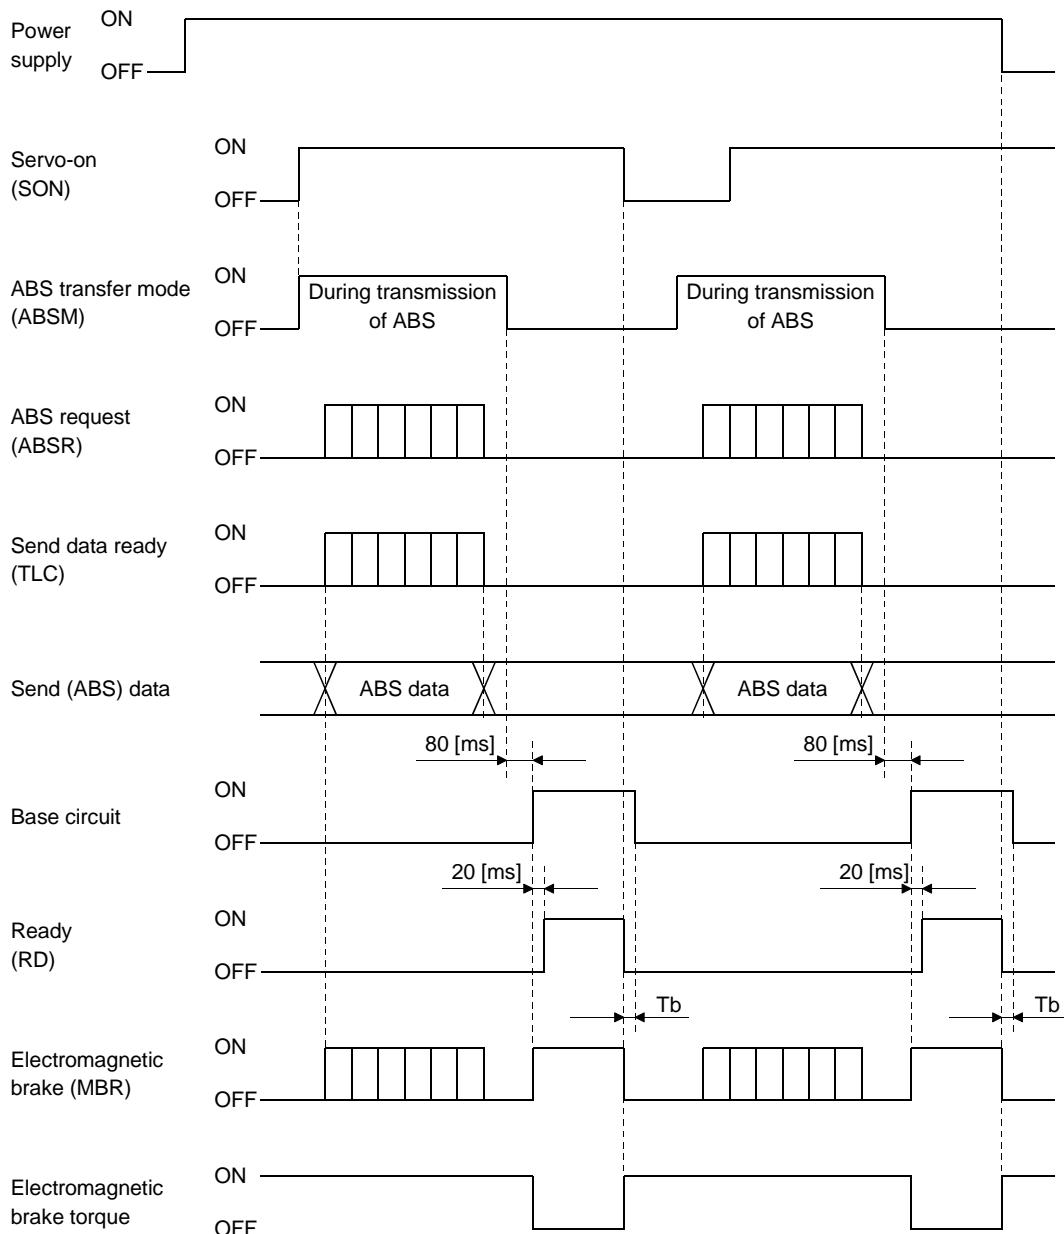 Power
supply
ON
OFF
Servo-on
(SON)
ON
OFF
ABS transfer mode
(ABSM)
ON
OFF
During transmission
of ABS
During transmission
of ABS
ABS request
(ABSR)
ON
OFF
Send data ready
(TLC)
ON
OFF
Send (ABS) data
ABS data
ABS data
80 [ms]
80 [ms]
Base circuit
ON
OFF
20 [ms]
20 [ms]
Ready
(RD)
ON
OFF
Tb
Tb
Electromagnetic
brake (MBR)
ON
OFF
Electromagnetic
brake torque
ON
OFF